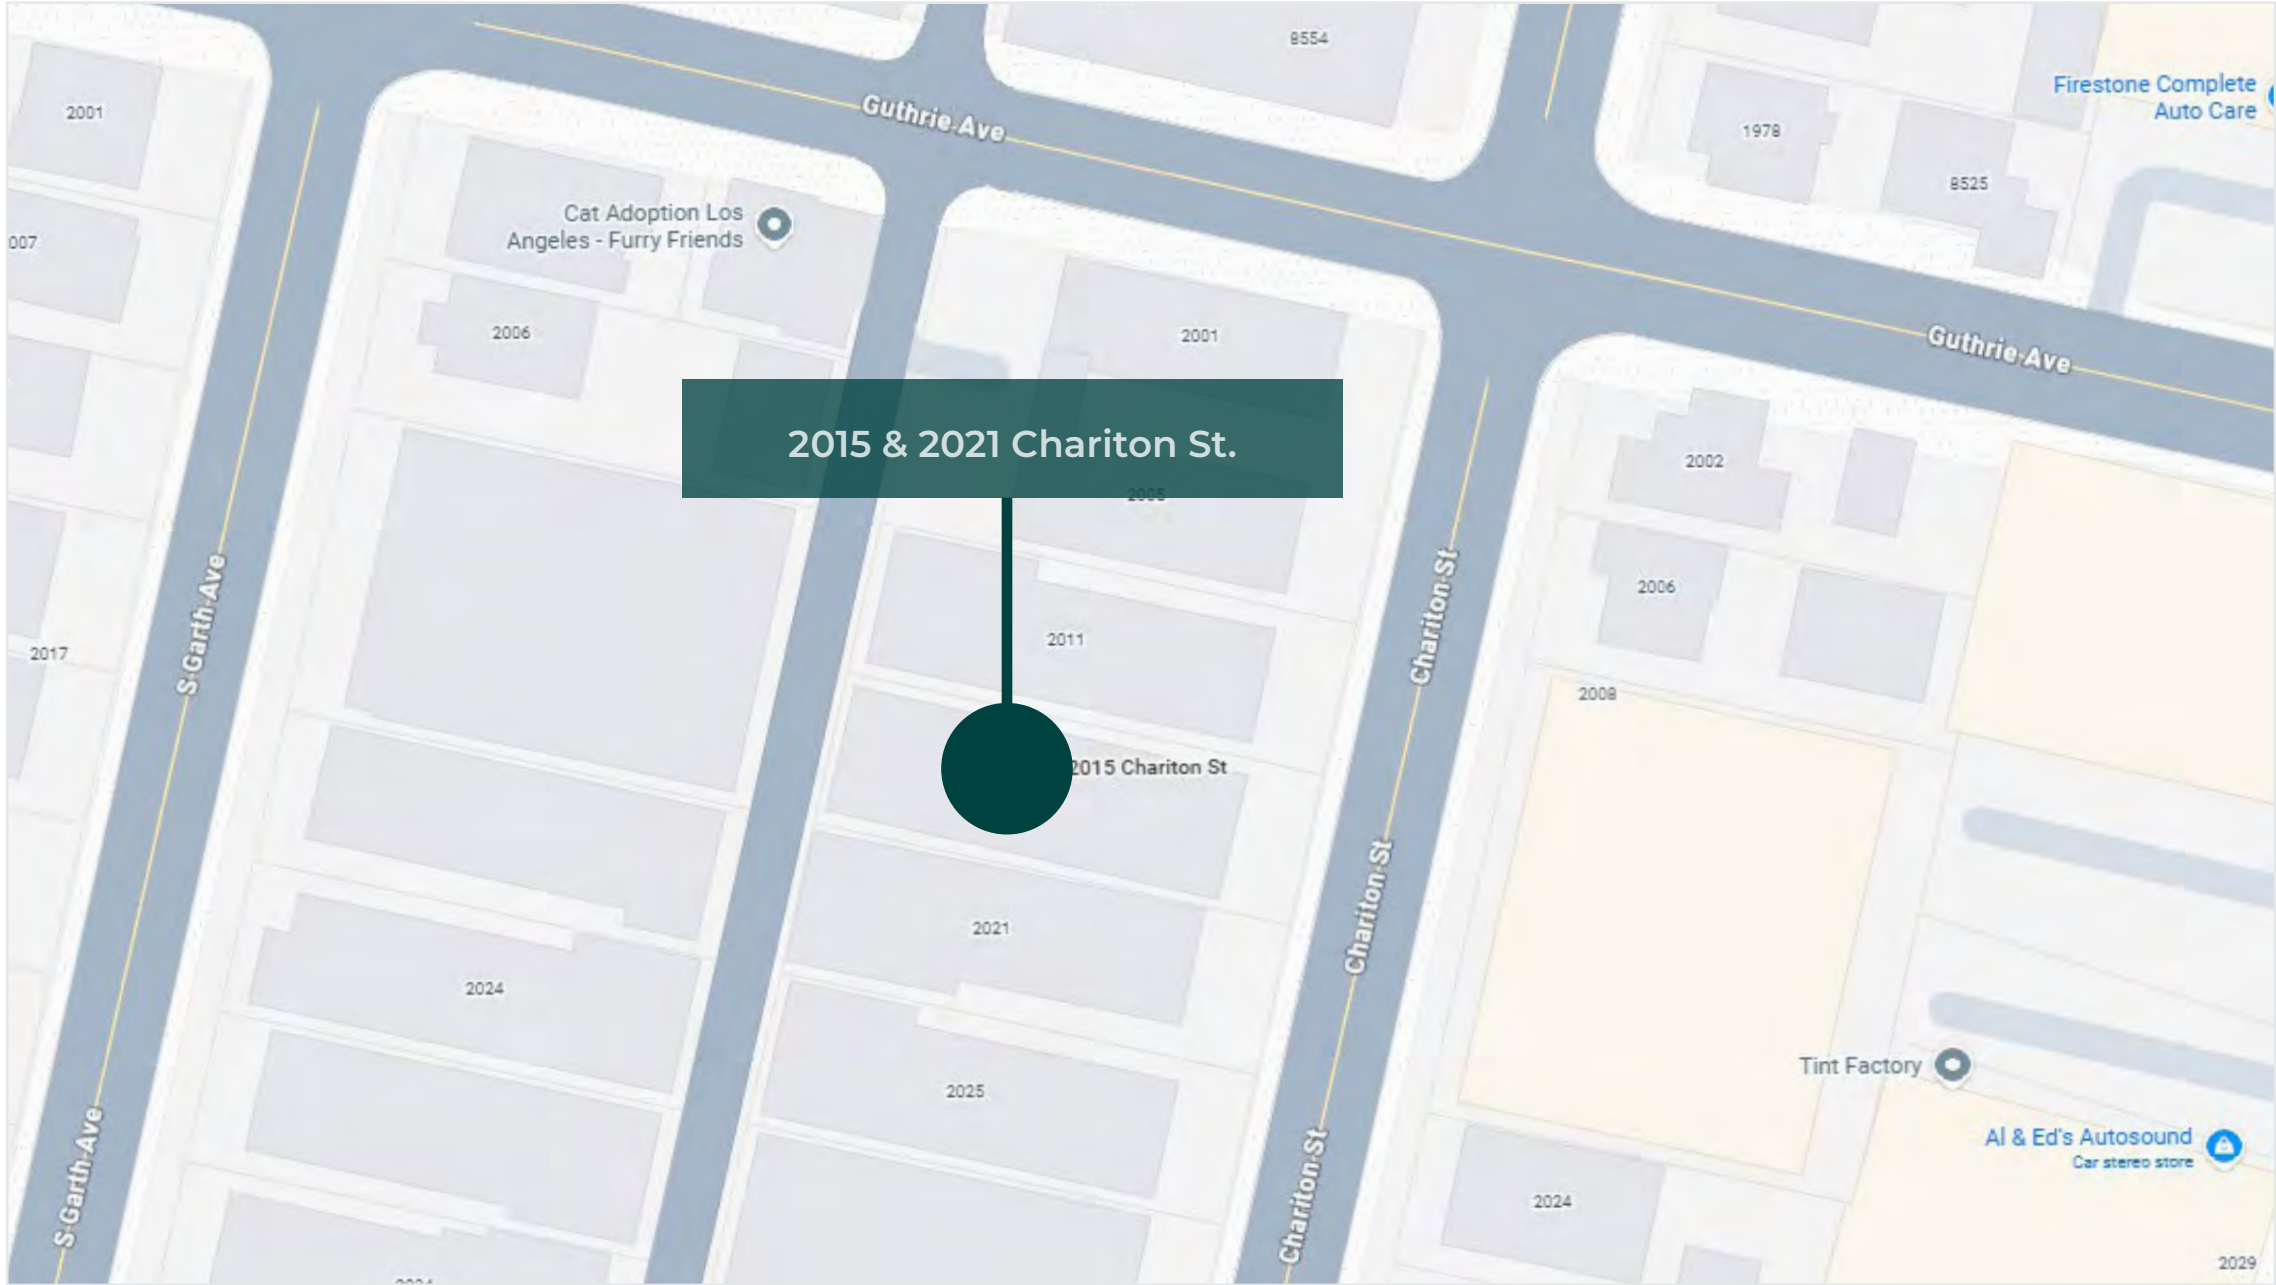 8554
Firestone Complete
Auto Care
2001
Guthrie Ave
1978
8525
Cat Adoption Los
Angeles - Furry Friends
007
2006
2001
Guthrie Ave
2015 & 2021 Chariton St.
2002
2005
S Garth Ave
Chariton St
2006
2011
2017
2008
2015 Chariton St
Chariton St
2021
2024
Tint Factory
2025
Al & Ed's Autosound
Car stereo store
S Garth Ave
Chariton St
2024
2029